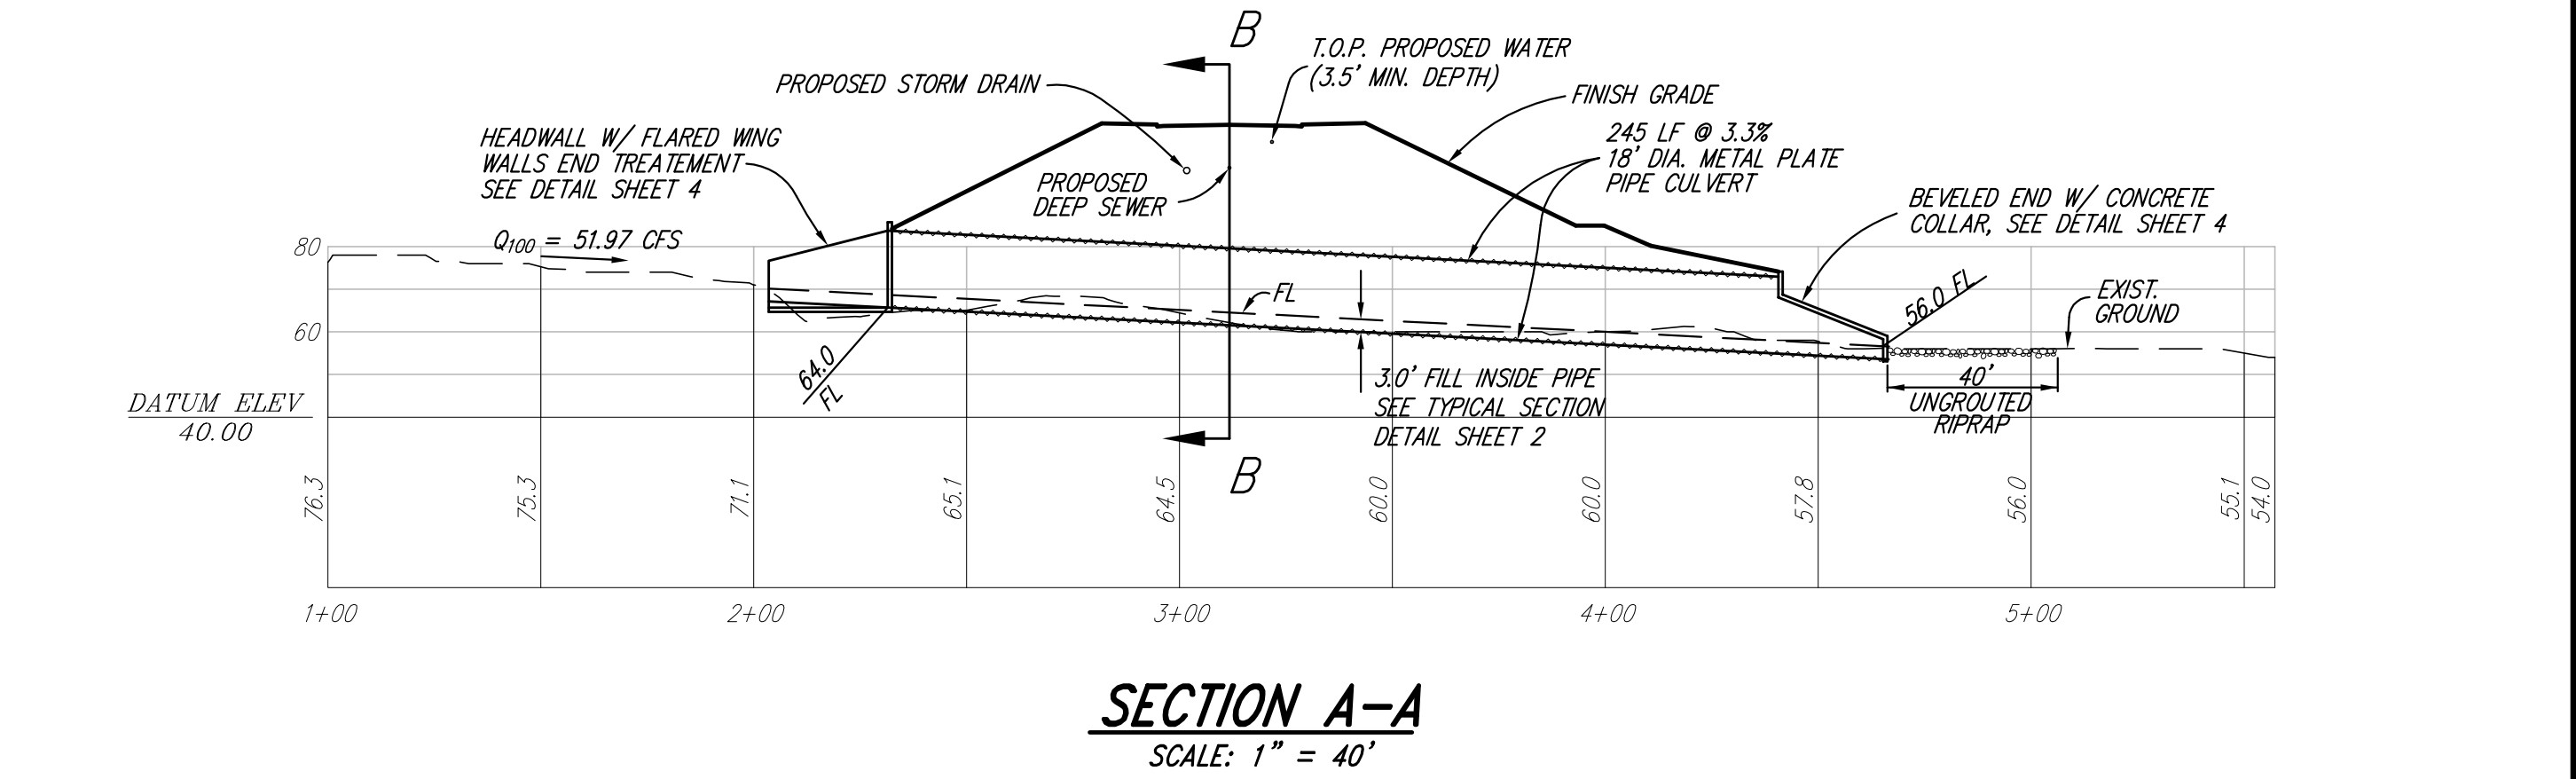 B
T.O.P. PROPOSED WATER
(3.5' MIN. DEPTH)
PROPOSED STORM DRAIN
FINISH GRADE
HEADWALL W/ FLARED WING
WALLS END TREATEMENT
SEE DETAIL SHEET 4
245 LF @ 3.3%
18' DIA. METAL PLATE
PIPE CULVERT
PROPOSED
DEEP SEWER
BEVELED END W/ CONCRETE
COLLAR, SEE DETAIL SHEET 4
Q100 = 51.97 CFS
80
60
FL
56.0 FL
EXIST.
GROUND
64.0
FL
3.0' FILL INSIDE PIPE
SEE TYPICAL SECTION
DETAIL SHEET 2
40'
UNGROUTED
RIPRAP
DATUM ELEV
40.00
B
76.3
75.3
71.1
65.1
64.5
60.0
60.0
57.8
56.0
55.1
54.0
1+00
2+00
3+00
4+00
5+00
SECTION A-A
SCALE: 1" = 40'